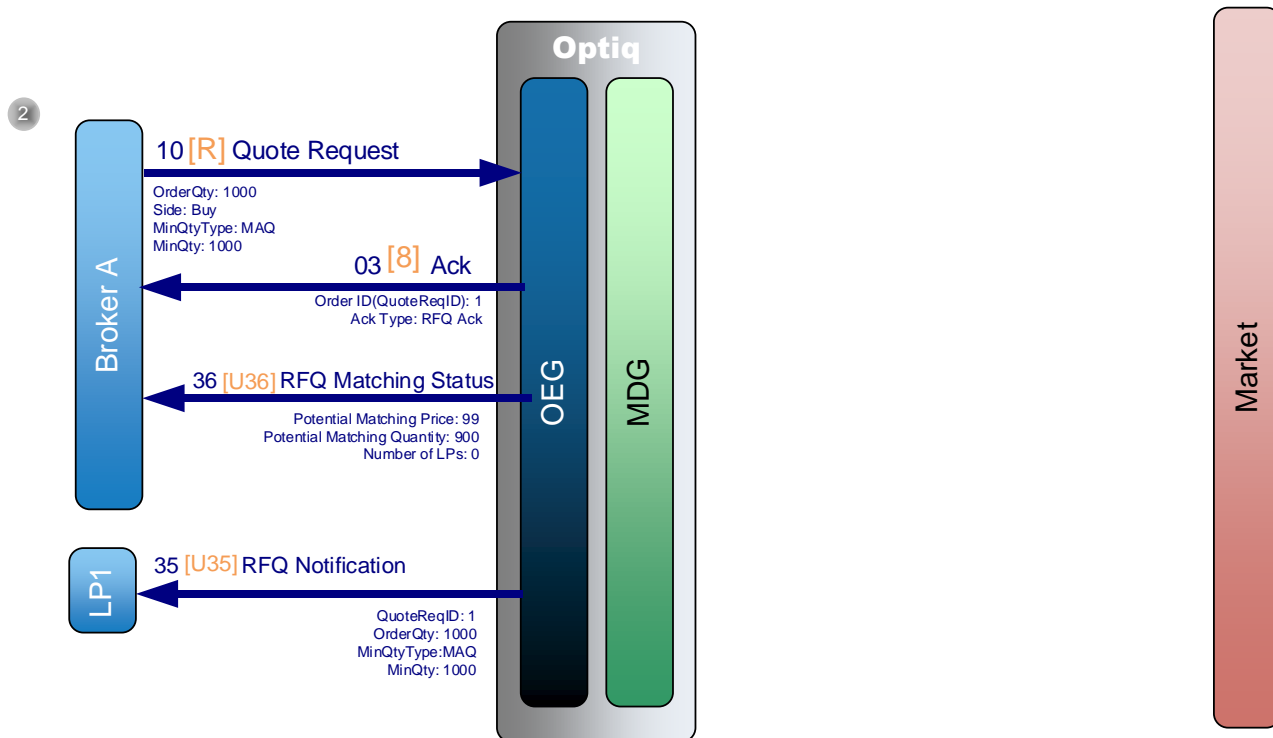 Optiq
2
10 [R] Quote Request
OrderQty: 1000
Side: Buy
MinQtyType: MAQ
MinQty: 1000
03 [8] Ack
Order ID(QuoteReqID): 1
Ack Type: RFQ Ack
Broker A
36 [U36] RFQ Matching Status
Potential Matching Price: 99
Potential Matching Quantity: 900
Number of LPs: 0
OEG
MDG
Market
LP1
35 [U35] RFQ Notification
QuoteReqID: 1
OrderQty: 1000
MinQtyType:MAQ
MinQty: 1000